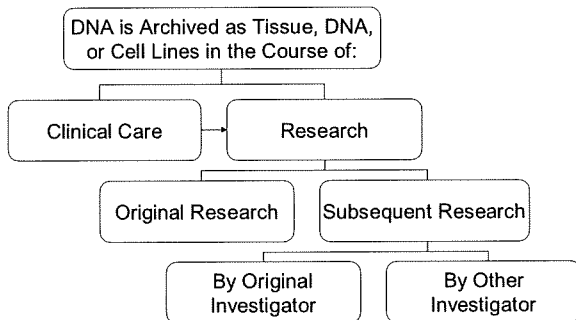 DNA is Archived as Tissue, DNA,
or Cell Lines in the Course of:
Clinical Care
Research
Original Research
Subsequent Research
By Original
Investigator
By Other
Investigator